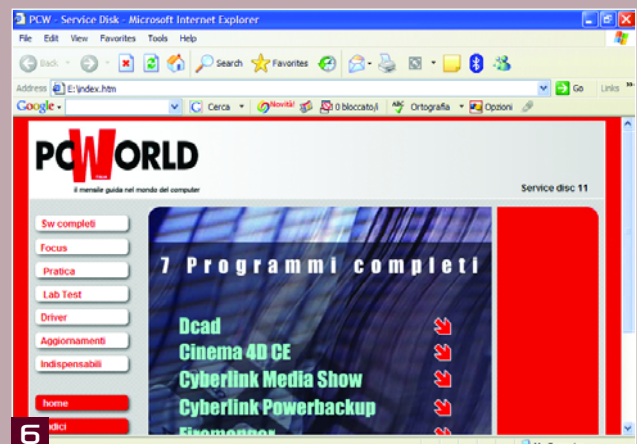 PCW - Service Disk - Microsoft Internet Explorer
File Edit View Favorites Tools Help
Back Search Favorites
Address E:\index.htm Go Links
Google Cerca Novità! 0 bloccato/i Ortografia Opzioni
PCWORLD
ITALIA
il mensile guida nel mondo del computer
Service disc 11
Sw completi
Focus
Pratica
Lab Test
Driver
Aggiornamenti
Indispensabili
home
7 Programmi completi
Dcad
Cinema 4D CE
Cyberlink Media Show
Cyberlink Powerbackup
6